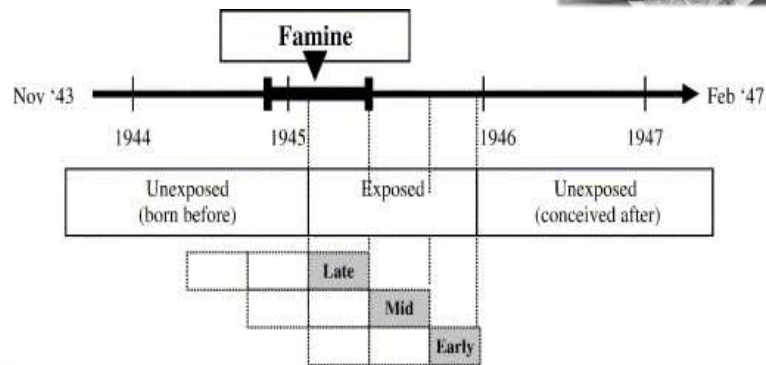 Famine
Nov ‘43
Feb ‘47
1944
1945
1946
1947
Unexposed
(born before)
Exposed
Unexposed
(conceived after)
Late
Mid
Early